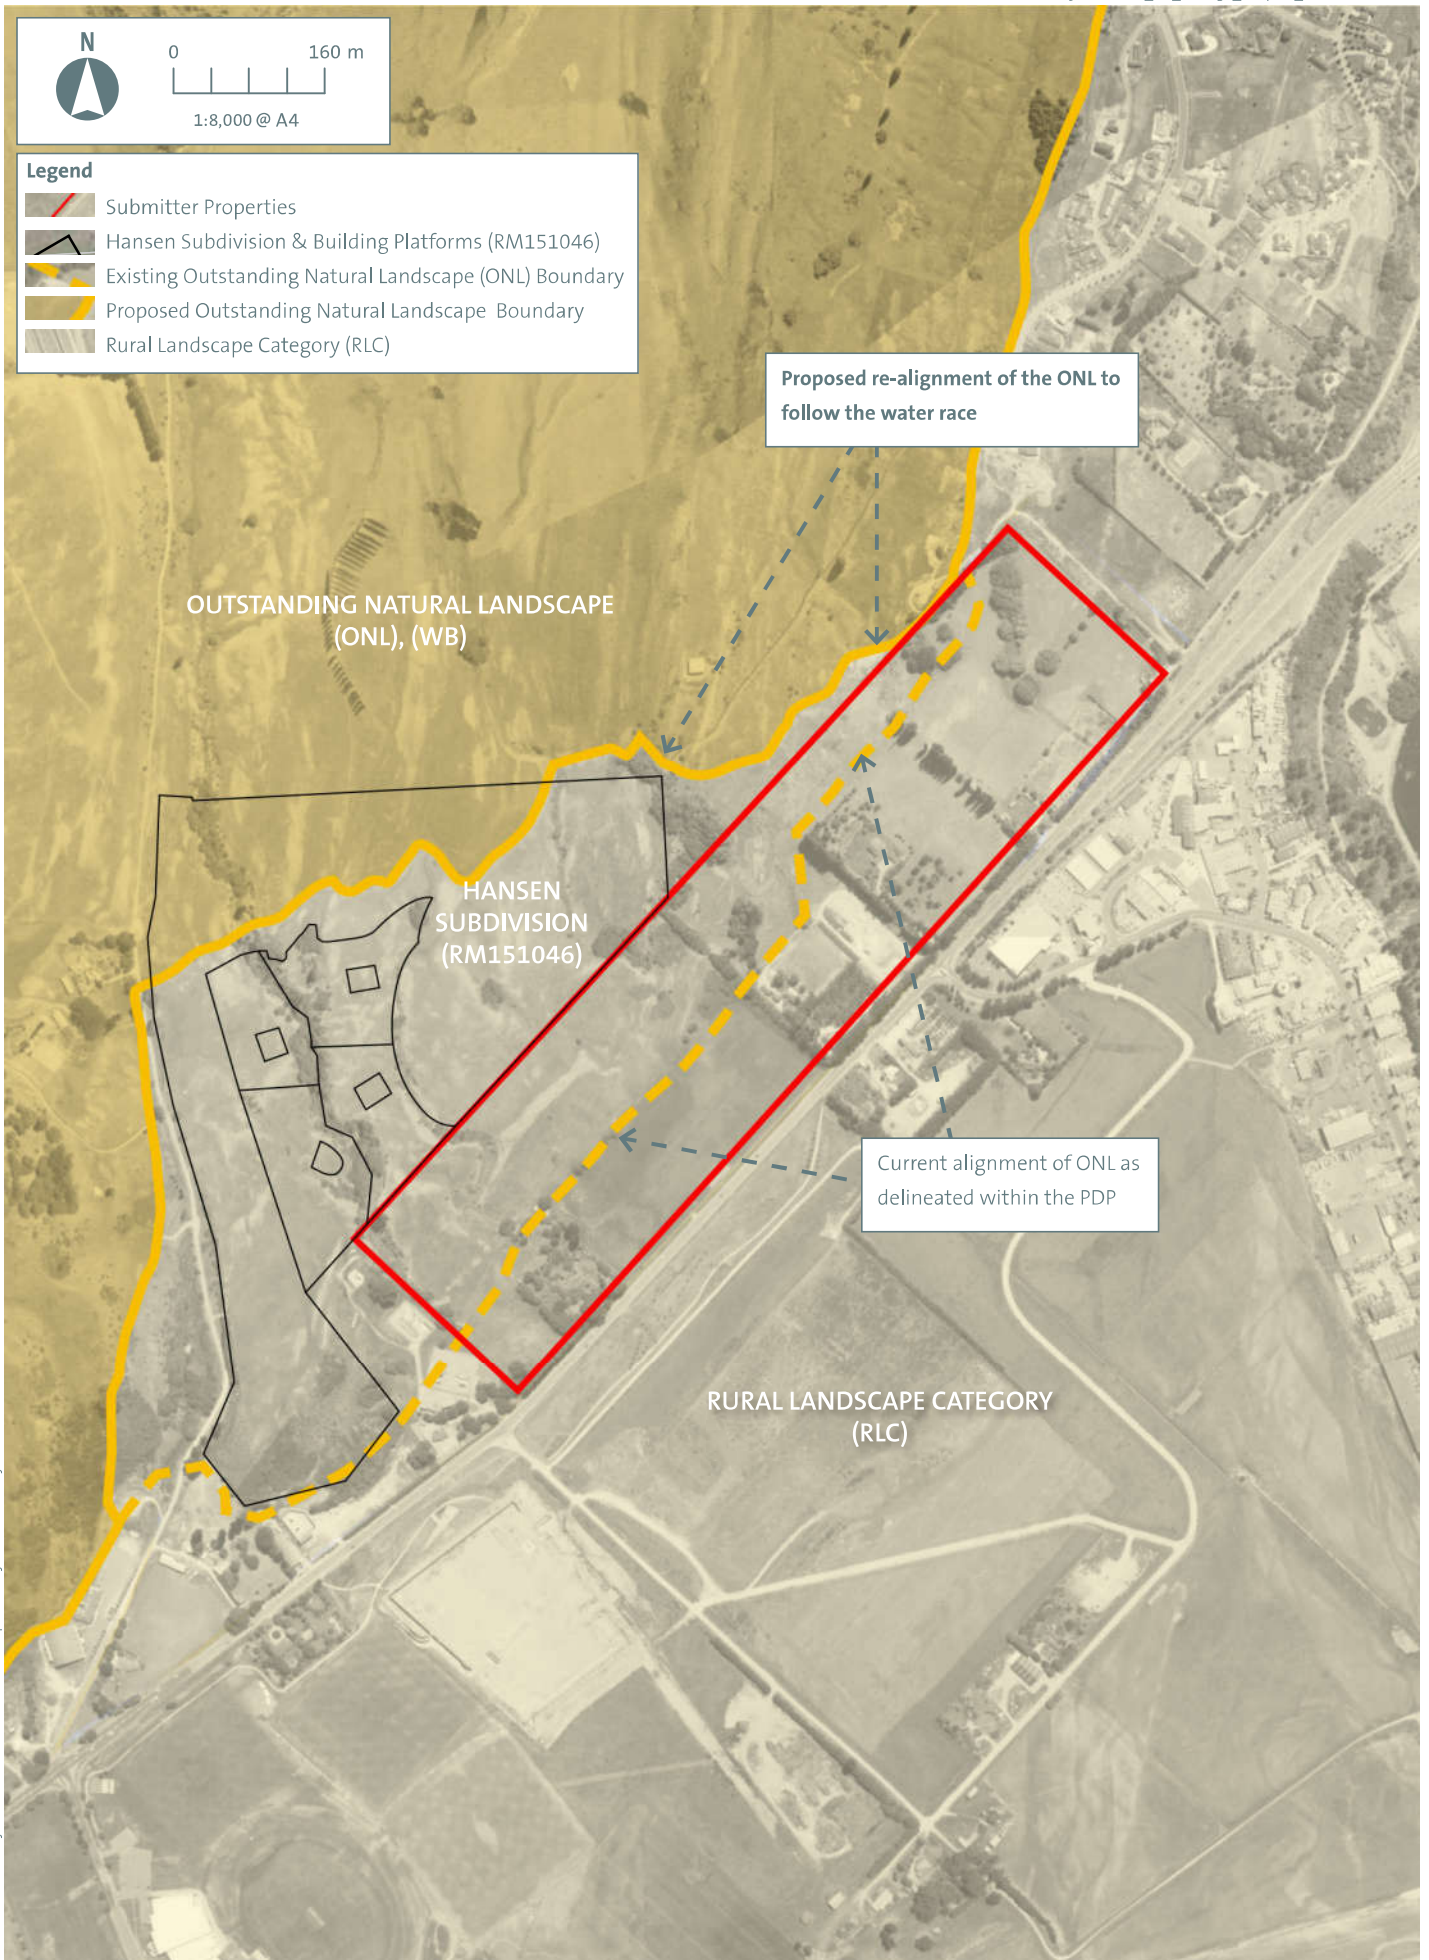 N
0 160 m
1:8,000 @ A4
Legend
Submitter Properties
Hansen Subdivision & Building Platforms (RM151046)
Existing Outstanding Natural Landscape (ONL) Boundary
Proposed Outstanding Natural Landscape Boundary
Rural Landscape Category (RLC)
Proposed re-alignment of the ONL to
follow the water race
OUTSTANDING NATURAL LANDSCAPE
(ONL), (WB)
HANSEN
SUBDIVISION
(RM151046)
Current alignment of ONL as
delineated within the PDP
RURAL LANDSCAPE CATEGORY
(RLC)